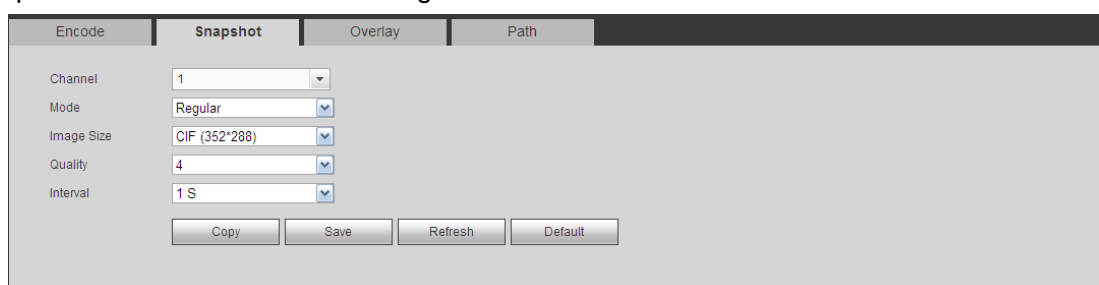 Encode Snapshot Overlay Path
Channel 1
Mode Regular
Image Size CIF (352*288)
Quality 4
Interval 1 S
Copy Save Refresh Default